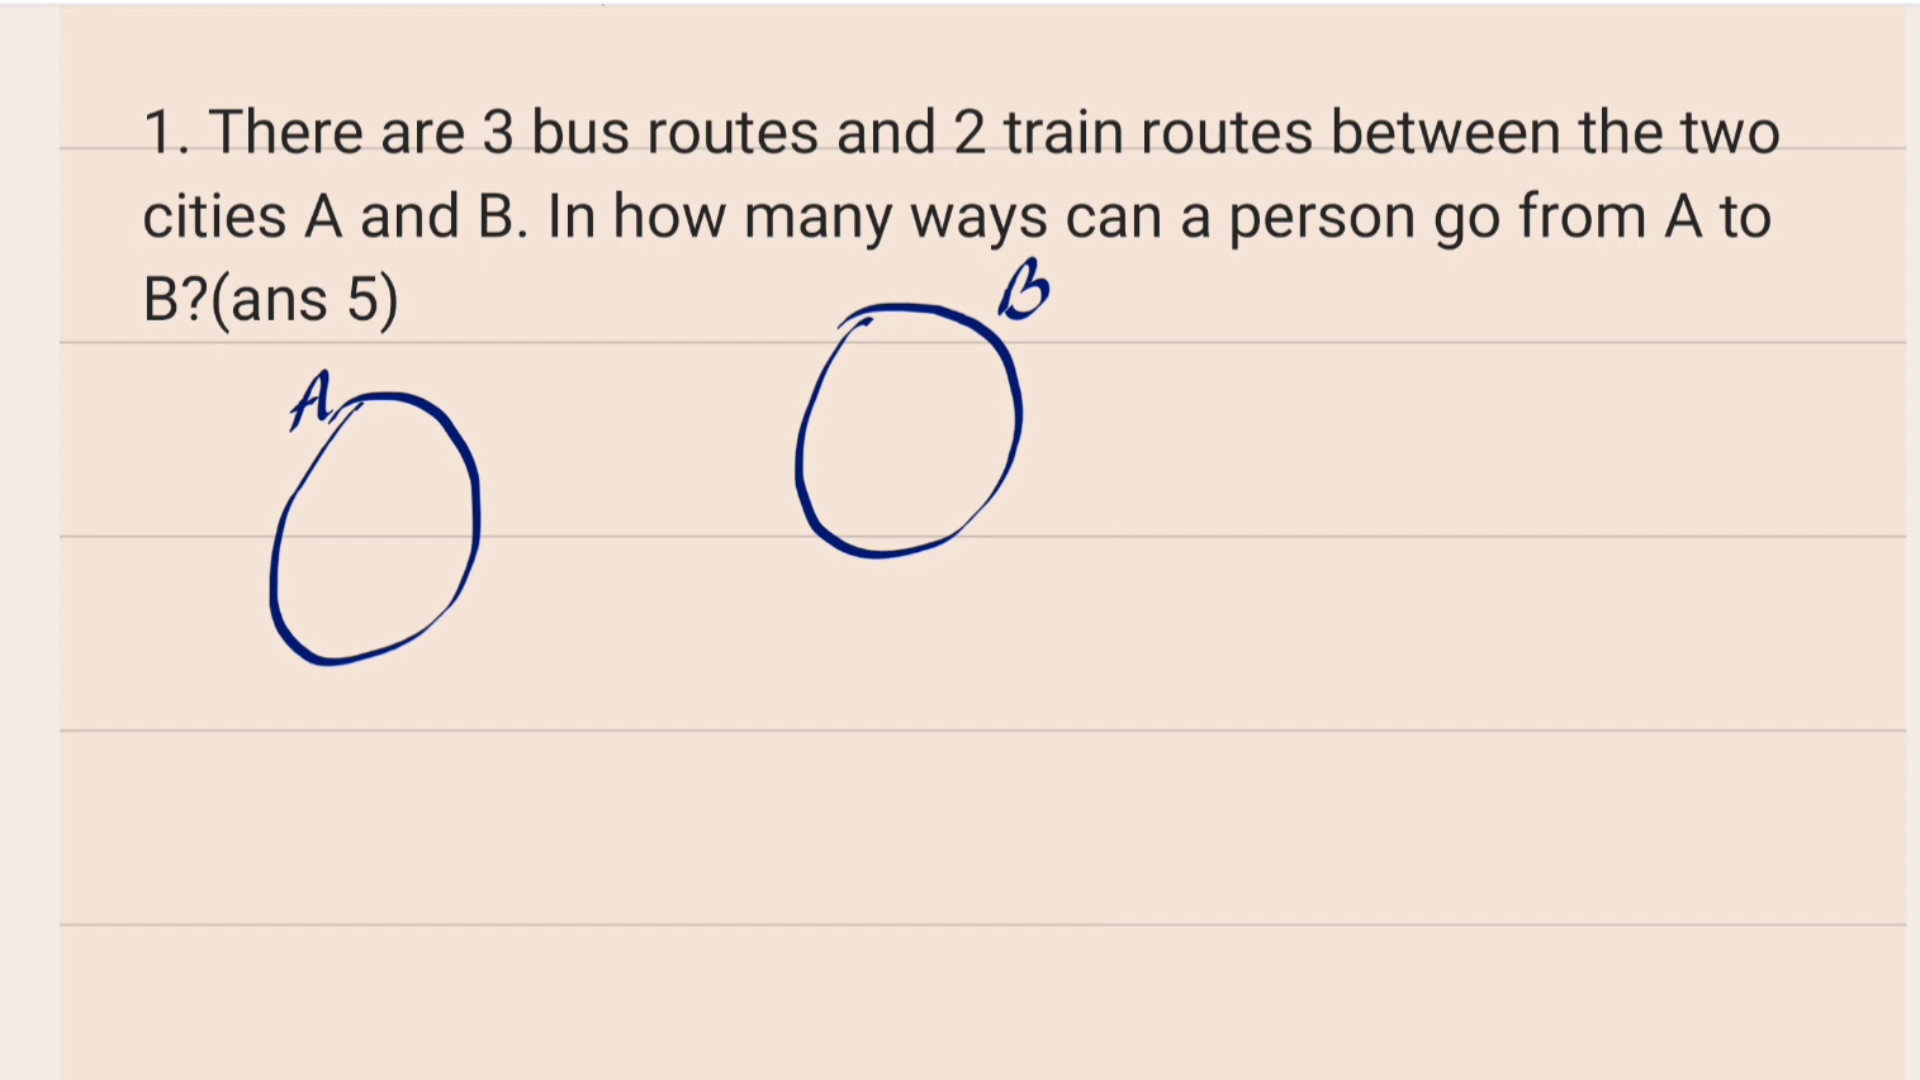 1. There are 3 bus routes and 2 train routes between the two
cities A and B. In how many ways can a person go from A to
B?(ans 5)
B
A